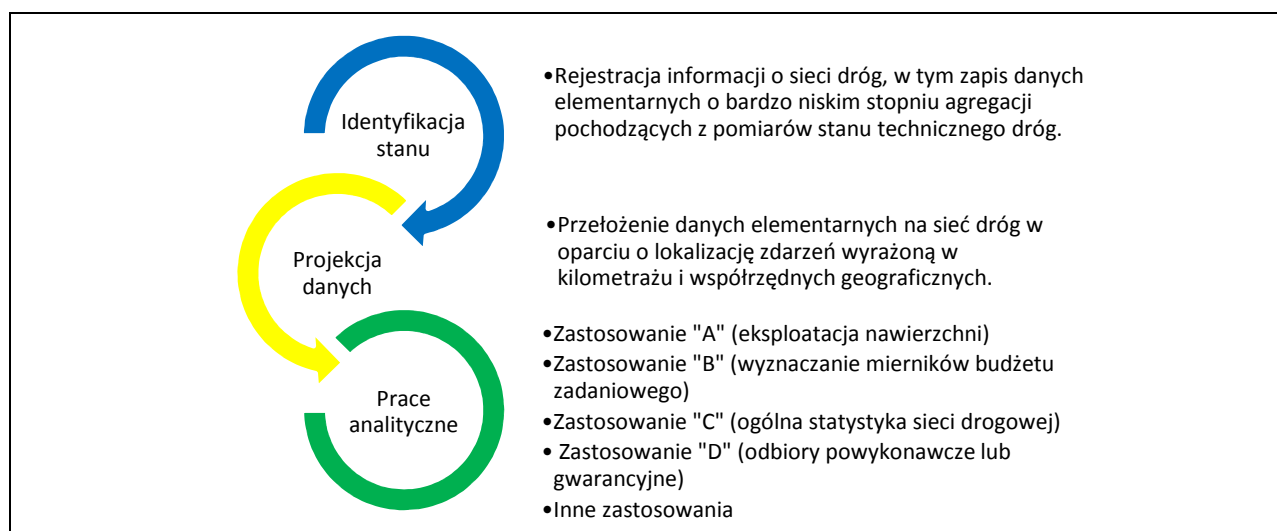 Identyfikacja
stanu
•Rejestracja informacji o sieci dróg, w tym zapis danych
elementarnych o bardzo niskim stopniu agregacji
pochodzących z pomiarów stanu technicznego dróg.
Projekcja
danych
•Przełożenie danych elementarnych na sieć dróg w
oparciu o lokalizację zdarzeń wyrażoną w
kilometrażu i współrzędnych geograficznych.
Prace
analityczne
•Zastosowanie "A" (eksploatacja nawierzchni)
•Zastosowanie "B" (wyznaczanie mierników budżetu
zadaniowego)
•Zastosowanie "C" (ogólna statystyka sieci drogowej)
• Zastosowanie "D" (odbiory powykonawcze lub
gwarancyjne)
•Inne zastosowania